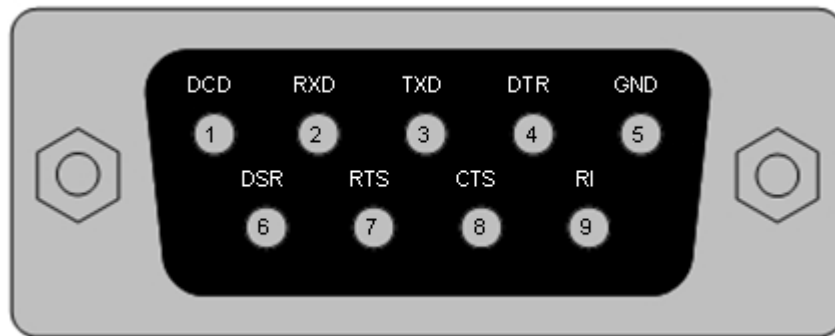 DCD RXD TXD DTR GND
1 2 3 4 5
DSR RTS CTS RI
6 7 8 9